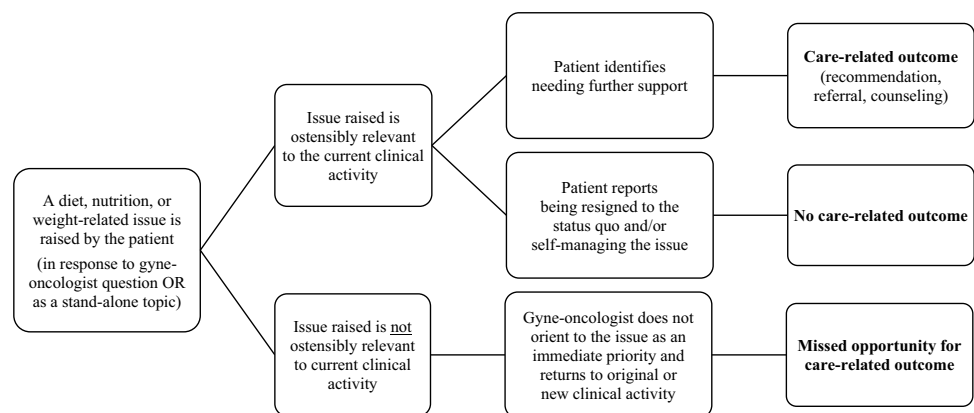 A diet, nutrition, or
weight-related issue is
raised by the patient
(in response to gyne-
oncologist question OR
as a stand-alone topic)
Issue raised is
ostensibly relevant
to the current clinical
activity
Patient identifies
needing further support
Care-related outcome
(recommendation,
referral, counseling)
Patient reports
being resigned to the
status quo and/or
self-managing the issue
No care-related outcome
Issue raised is not
ostensibly relevant
to current clinical
activity
Gyne-oncologist does not
orient to the issue as an
immediate priority and
returns to original or
new clinical activity
Missed opportunity for
care-related outcome